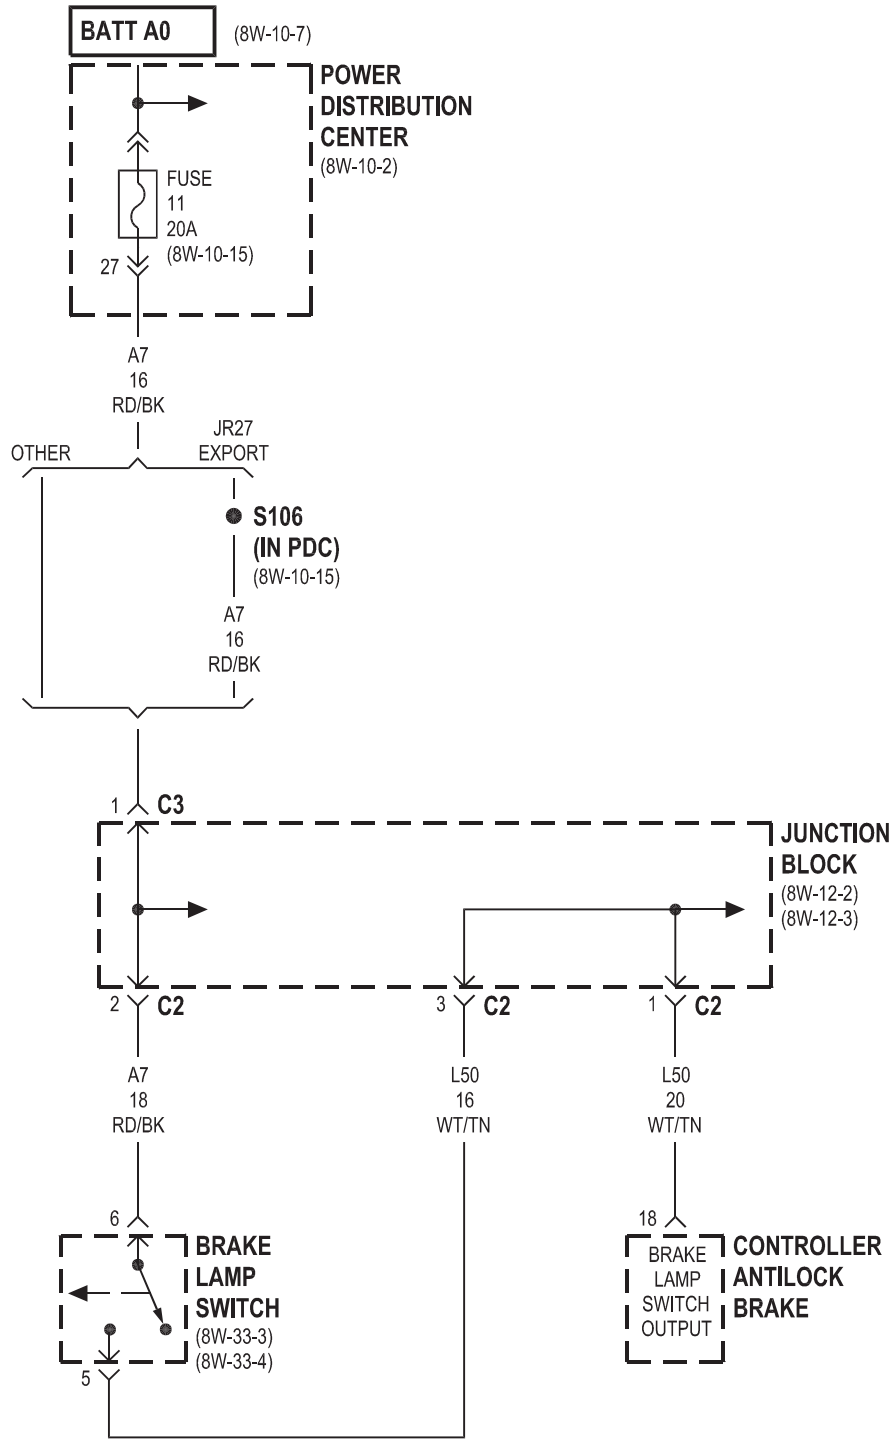 BATT A0
(8W-10-7)
POWER
DISTRIBUTION
CENTER
(8W-10-2)
FUSE
11
20A
(8W-10-15)
27
A7
16
RD/BK
OTHER
JR27
EXPORT
S106
(IN PDC)
(8W-10-15)
A7
16
RD/BK
1 C3
JUNCTION
BLOCK
(8W-12-2)
(8W-12-3)
2 C2
3 C2
1 C2
A7
18
RD/BK
L50
16
WT/TN
L50
20
WT/TN
6
BRAKE
LAMP
SWITCH
(8W-33-3)
(8W-33-4)
5
18
BRAKE
LAMP
SWITCH
OUTPUT
CONTROLLER
ANTILOCK
BRAKE